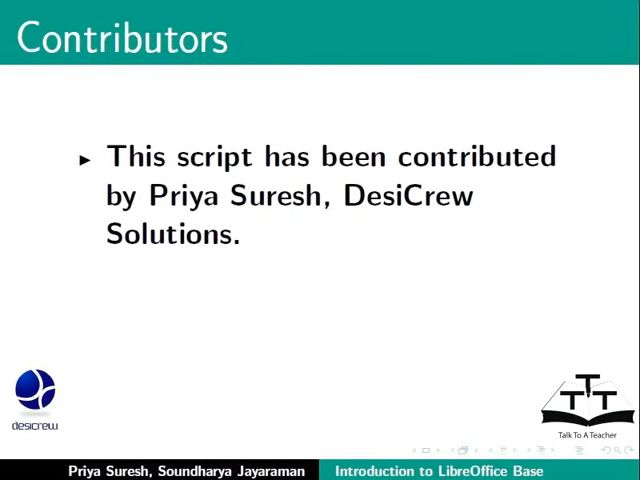 Contributors
This script has been contributed
by Priya Suresh, DesiCrew
Solutions.
desicrew
T T T
Talk To A Teacher
Priya Suresh, Soundharya Jayaraman
Introduction to LibreOffice Base